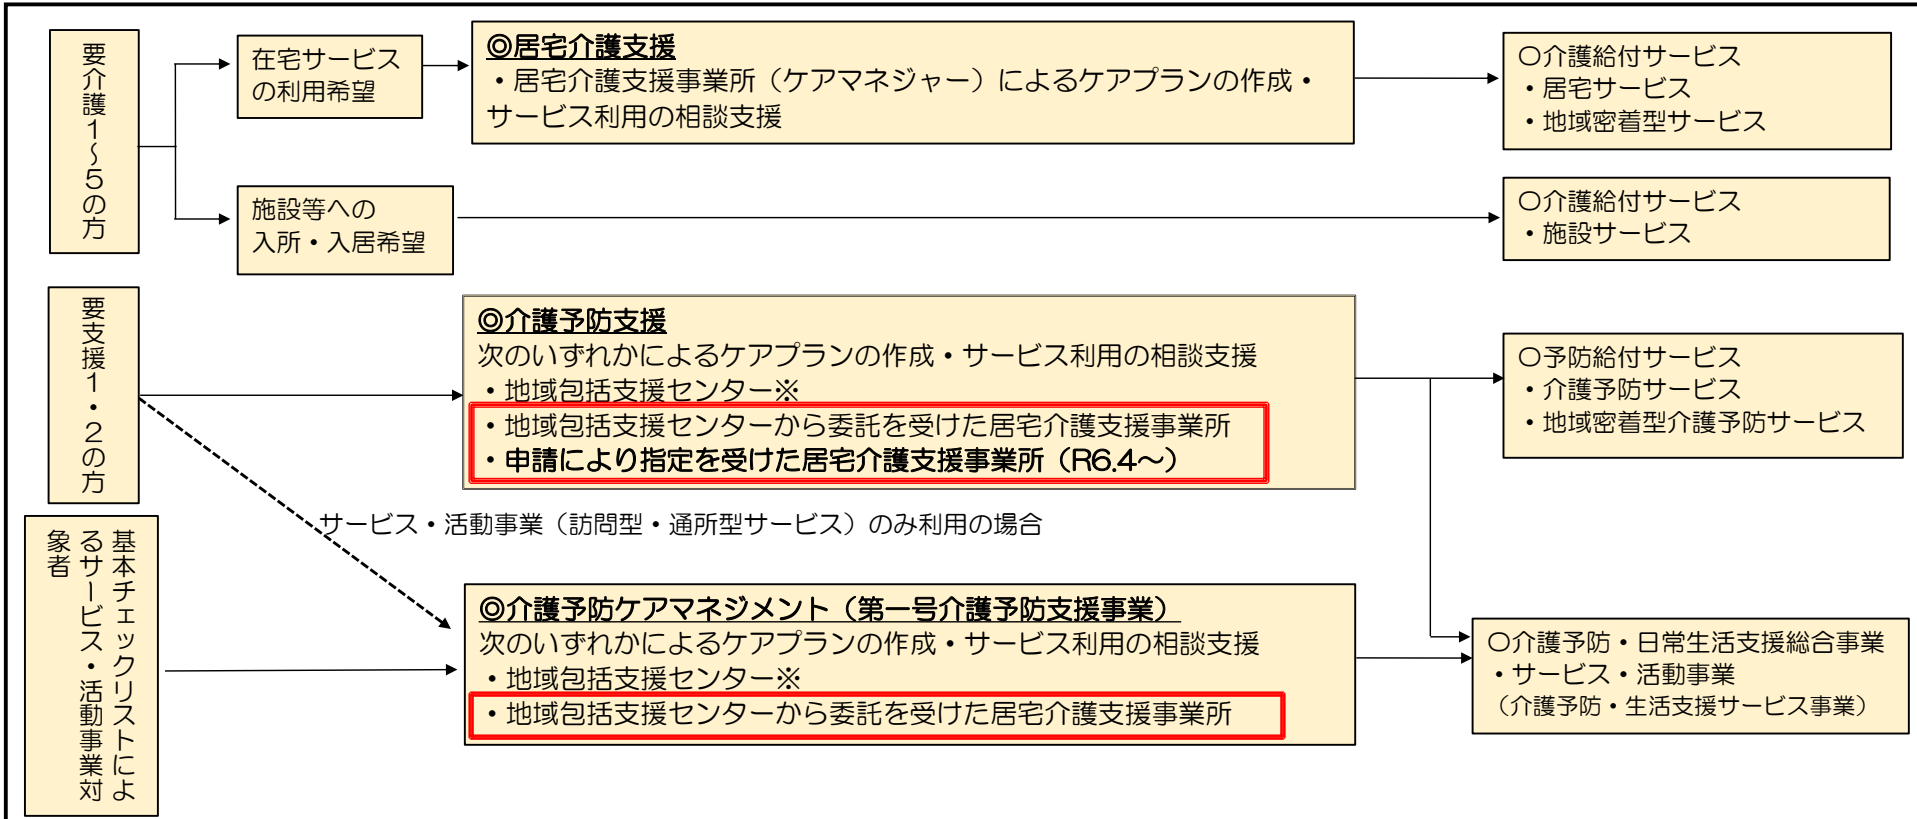 要介護1～5の方
在宅サービス
の利用希望
◎居宅介護支援
・居宅介護支援事業所（ケアマネジャー）によるケアプランの作成・
サービス利用の相談支援
〇介護給付サービス
・居宅サービス
・地域密着型サービス
施設等への
入所・入居希望
〇介護給付サービス
・施設サービス
要支援1・2の方
◎介護予防支援
次のいずれかによるケアプランの作成・サービス利用の相談支援
・地域包括支援センター※
・地域包括支援センターから委託を受けた居宅介護支援事業所
・申請により指定を受けた居宅介護支援事業所（R6.4～）
〇予防給付サービス
・介護予防サービス
・地域密着型介護予防サービス
サービス・活動事業（訪問型・通所型サービス）のみ利用の場合
基本チェックリストによ
るサービス・活動事業対
象者
◎介護予防ケアマネジメント（第一号介護予防支援事業）
次のいずれかによるケアプランの作成・サービス利用の相談支援
・地域包括支援センター※
・地域包括支援センターから委託を受けた居宅介護支援事業所
〇介護予防・日常生活支援総合事業
・サービス・活動事業
（介護予防・生活支援サービス事業）